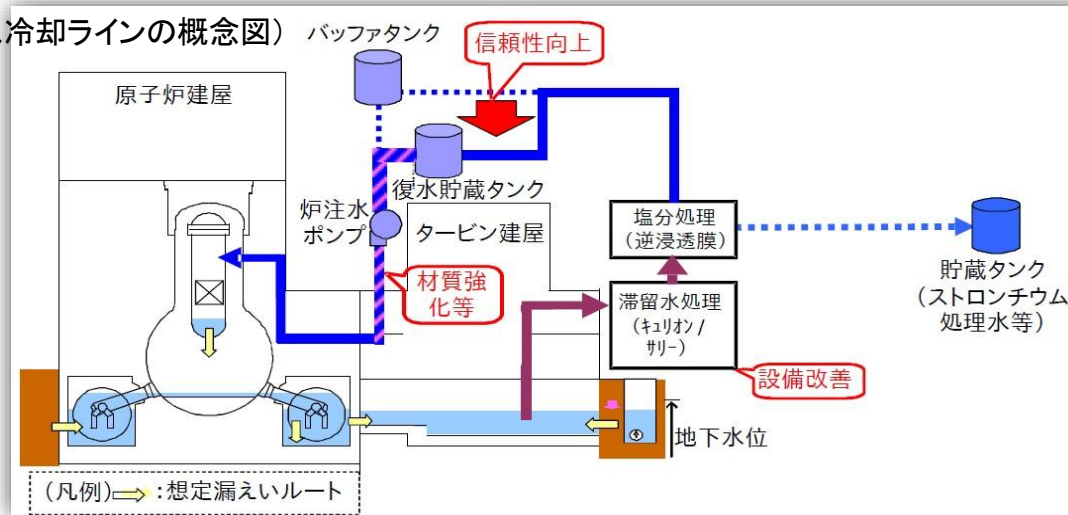 冷却ラインの概念図）
バッファタンク
信頼性向上
原子炉建屋
復水貯蔵タンク
炉注水
ポンプ
タービン建屋
塩分処理
（逆浸透膜）
貯蔵タンク
（ストロンチウム
処理水等）
材質強
化等
滞留水処理
（ｷｭﾘｵﾝ /
ｻﾘｰ）
設備改善
地下水位
（凡例） ：想定漏えいルート